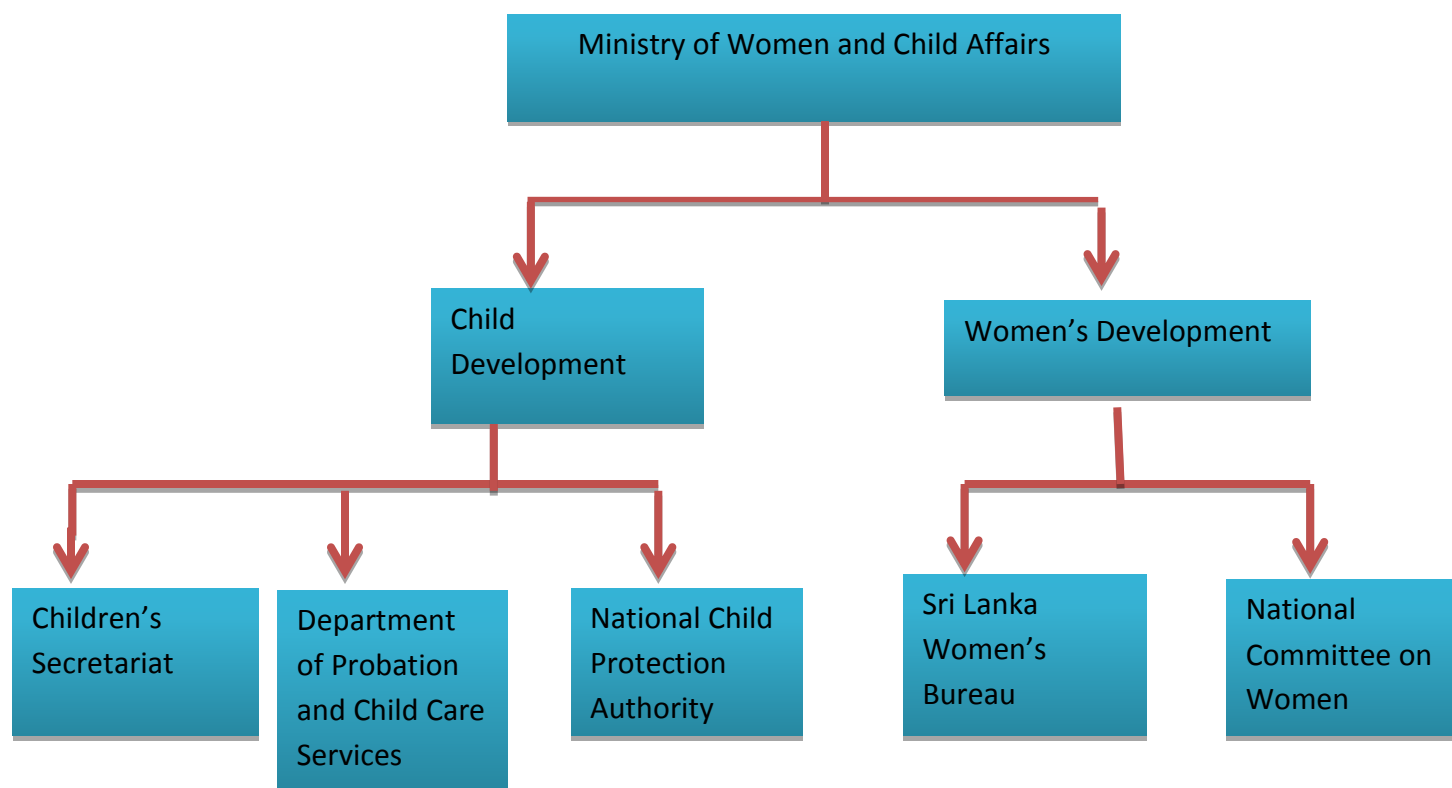 Ministry of Women and Child Affairs
Child
Development
Women’s Development
Children’s
Secretariat
Department
of Probation
and Child Care
Services
National Child
Protection
Authority
Sri Lanka
Women’s
Bureau
National
Committee on
Women